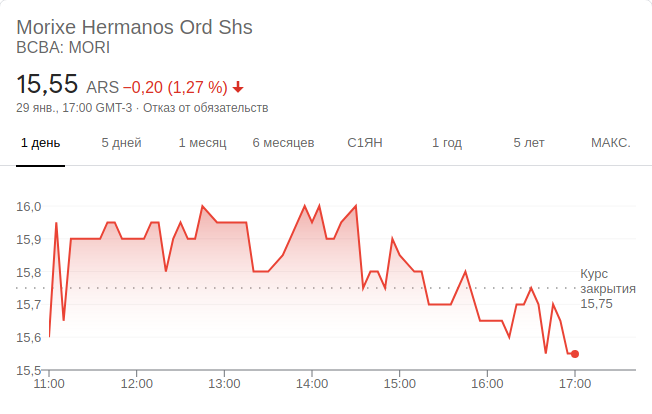 Morixe Hermanos Ord Shs
BCBA: MORI
15,55 ARS −0,20 (1,27 %)
29 янв., 17:00 GMT-3 · Отказ от обязательств
1 день 5 дней 1 месяц 6 месяцев С1ЯН 1 год 5 лет МАКС.
16,0
15,9
15,8
15,7
15,6
15,5
Курс
закрытия
15,75
11:00 12:00 13:00 14:00 15:00 16:00 17:00